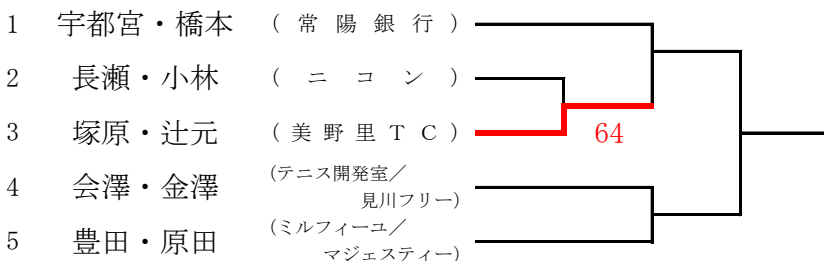 1 宇都宮・橋本 (常陽銀行)
2 長瀬・小林 (ニコン)
3 塚原・辻元 (美野里TC) 64
4 会澤・金澤 (テニス開発室/
見川フリー)
5 豊田・原田 (ミルフィーユ/
マジェスティー)